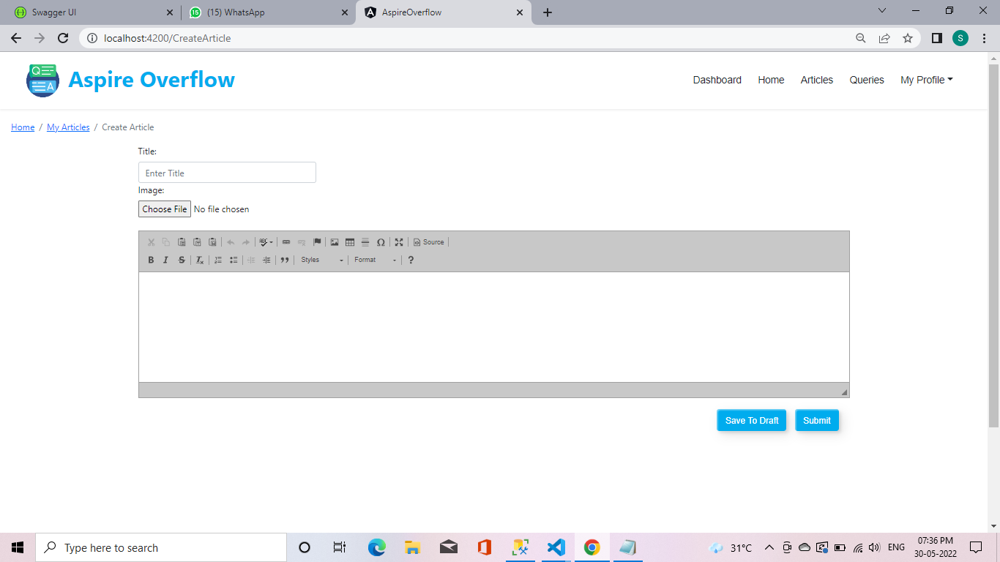 Swagger UI
(15) WhatsApp
AspireOverflow
localhost:4200/CreateArticle
S
Aspire Overflow
Dashboard Home Articles Queries My Profile
Home / My Articles / Create Article
Title:
Enter Title
Image:
Choose File No file chosen
Source
B I S Styles Format ?
Save To Draft Submit
Type here to search
31°C ENG 07:36 PM
30-05-2022